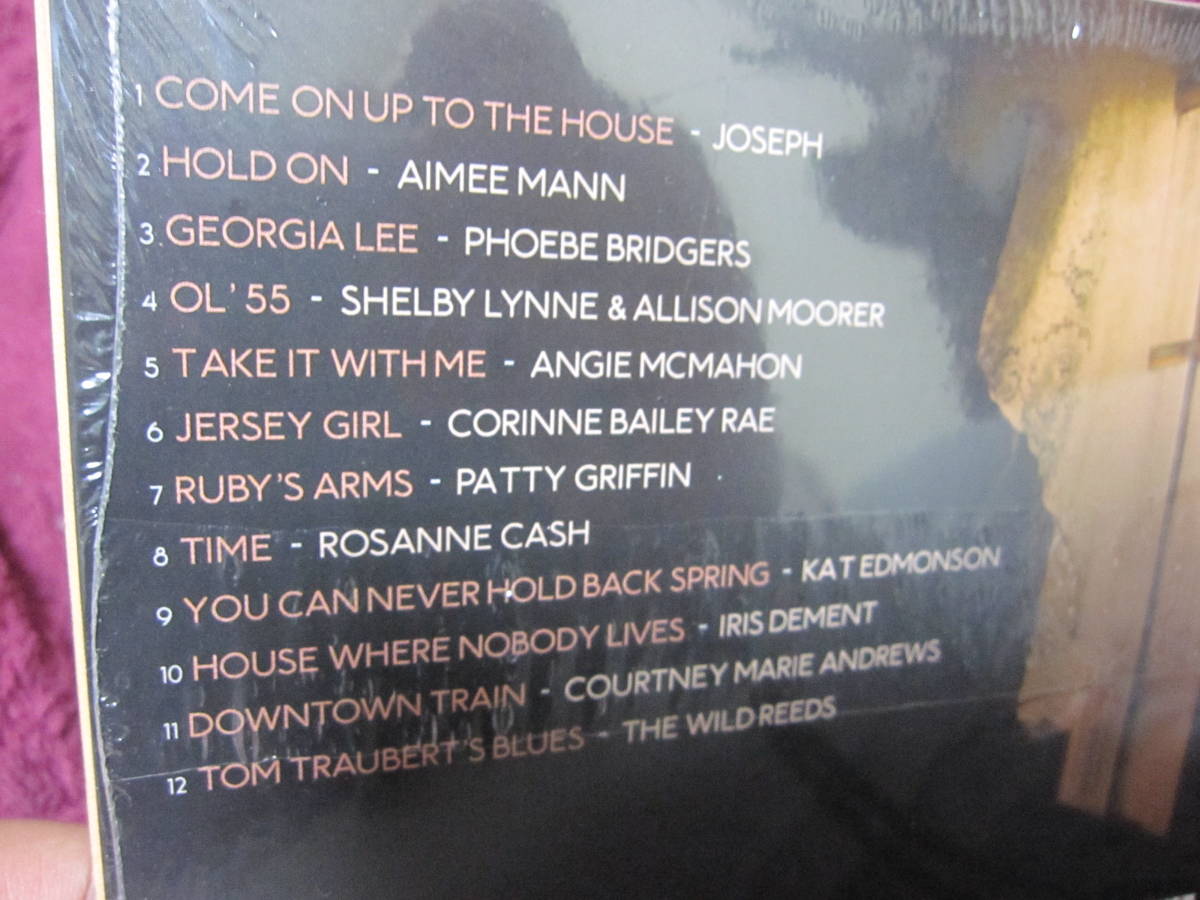 1 COME ON UP TO THE HOUSE - JOSEPH
2 HOLD ON - AIMEE MANN
3 GEORGIA LEE - PHOEBE BRIDGERS
4 OL' 55 - SHELBY LYNNE & ALLISON MOORER
5 TAKE IT WITH ME - ANGIE MCMAHON
6 JERSEY GIRL - CORINNE BAILEY RAE
7 RUBY'S ARMS - PATTY GRIFFIN
8 TIME - ROSANNE CASH
9 YOU CAN NEVER HOLD BACK SPRING - KAT EDMONSON
10 HOUSE WHERE NOBODY LIVES - IRIS DEMENT
11 DOWNTOWN TRAIN - COURTNEY MARIE ANDREWS
12 TOM TRAUBERT'S BLUES - THE WILD REEDS